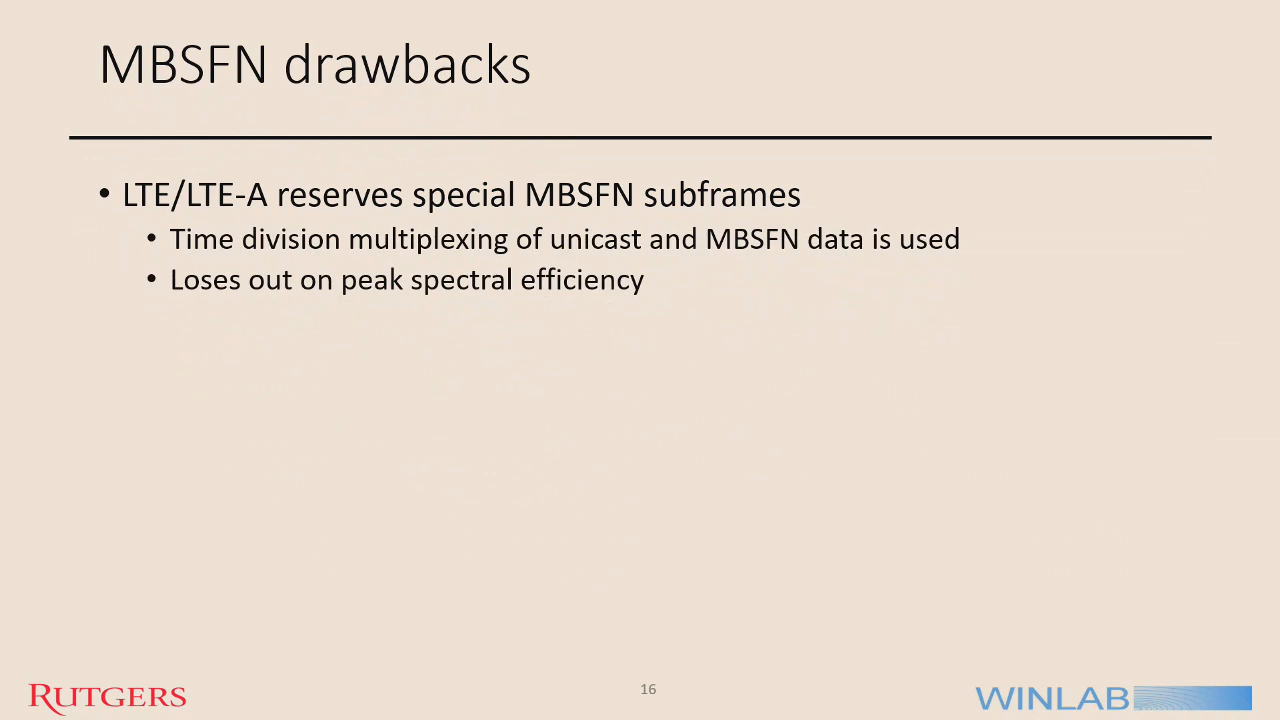 MBSFN drawbacks
• LTE/LTE-A reserves special MBSFN subframes
• Time division multiplexing of unicast and MBSFN data is used
• Loses out on peak spectral efficiency
RUTGERS
16
WINLAB